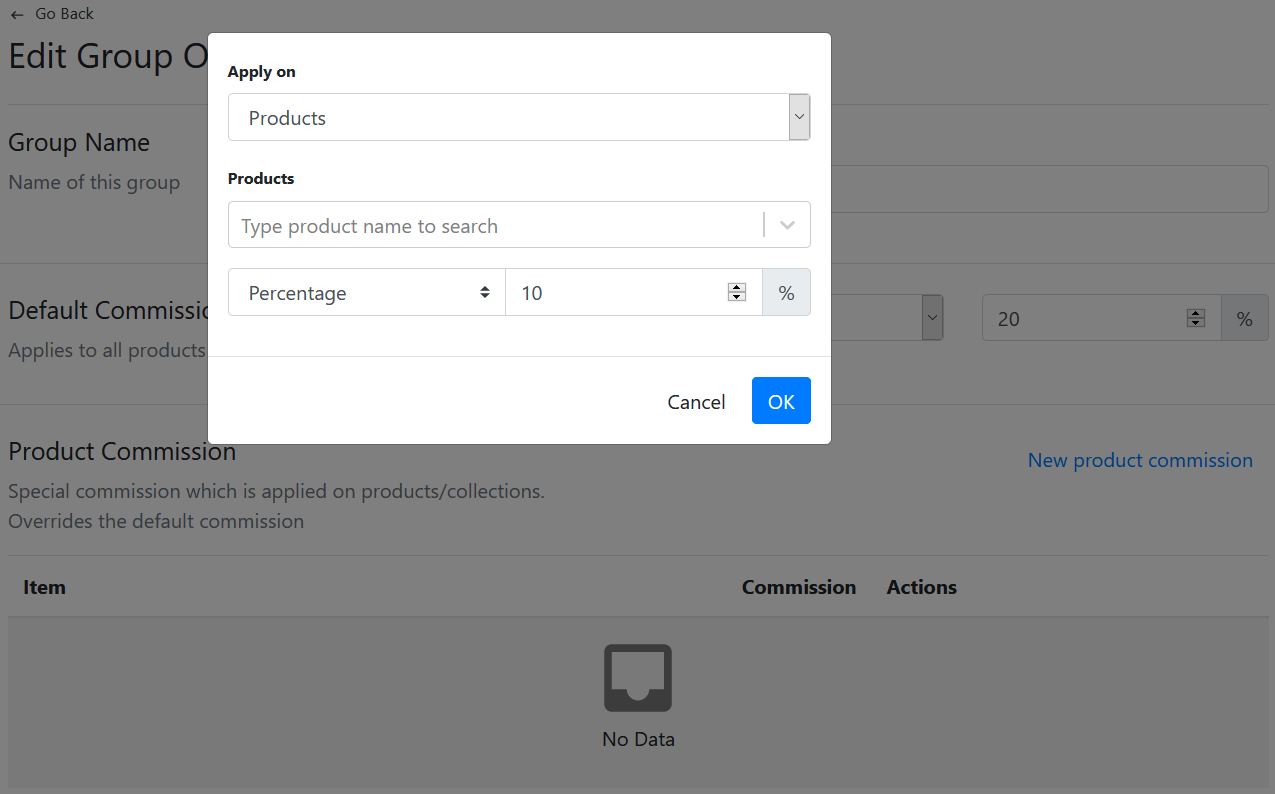 ← Go Back
Edit Group O
Apply on
Products
Group Name
Name of this group
Products
Type product name to search
Percentage 10 %
Default Commissio
Applies to all products
20 %
Cancel OK
Product Commission
New product commission
Special commission which is applied on products/collections.
Overrides the default commission
Item Commission Actions
No Data